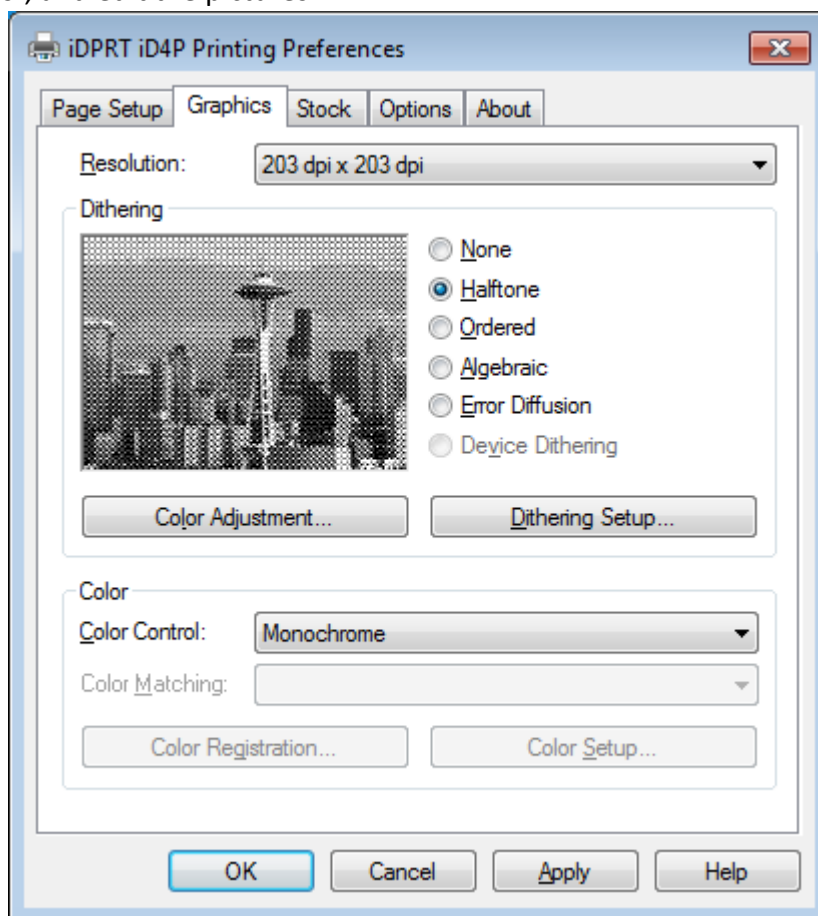 iDPRT iD4P Printing Preferences
Page Setup Graphics Stock Options About
Resolution: 203 dpi x 203 dpi
Dithering
None
Halftone
Ordered
Algebraic
Error Diffusion
Device Dithering
Color Adjustment... Dithering Setup...
Color
Color Control: Monochrome
Color Matching:
Color Registration... Color Setup...
OK Cancel Apply Help